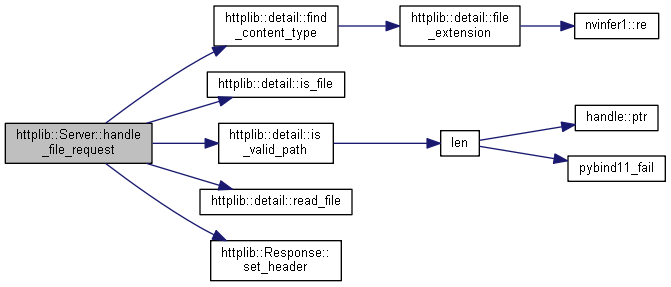 httplib::Server::handle
_file_request
httplib::detail::find
_content_type
httplib::detail::file
_extension
nvinfer1::re
httplib::detail::is_file
httplib::detail::is
_valid_path
len
handle::ptr
pybind11_fail
httplib::detail::read_file
httplib::Response::
set_header